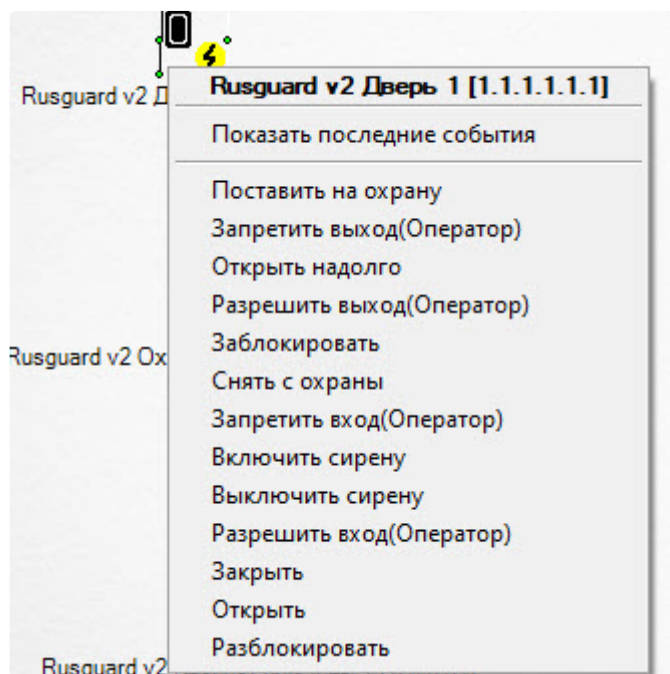 Rusguard v2 Д
Rusguard v2 Дверь 1 [1.1.1.1.1.1]
Показать последние события
Поставить на охрану
Запретить выход(Оператор)
Открыть надолго
Разрешить выход(Оператор)
Заблокировать
Rusguard v2 Ох
Снять с охраны
Запретить вход(Оператор)
Включить сирену
Выключить сирену
Разрешить вход(Оператор)
Закрыть
Открыть
Разблокировать
Rusguard v2